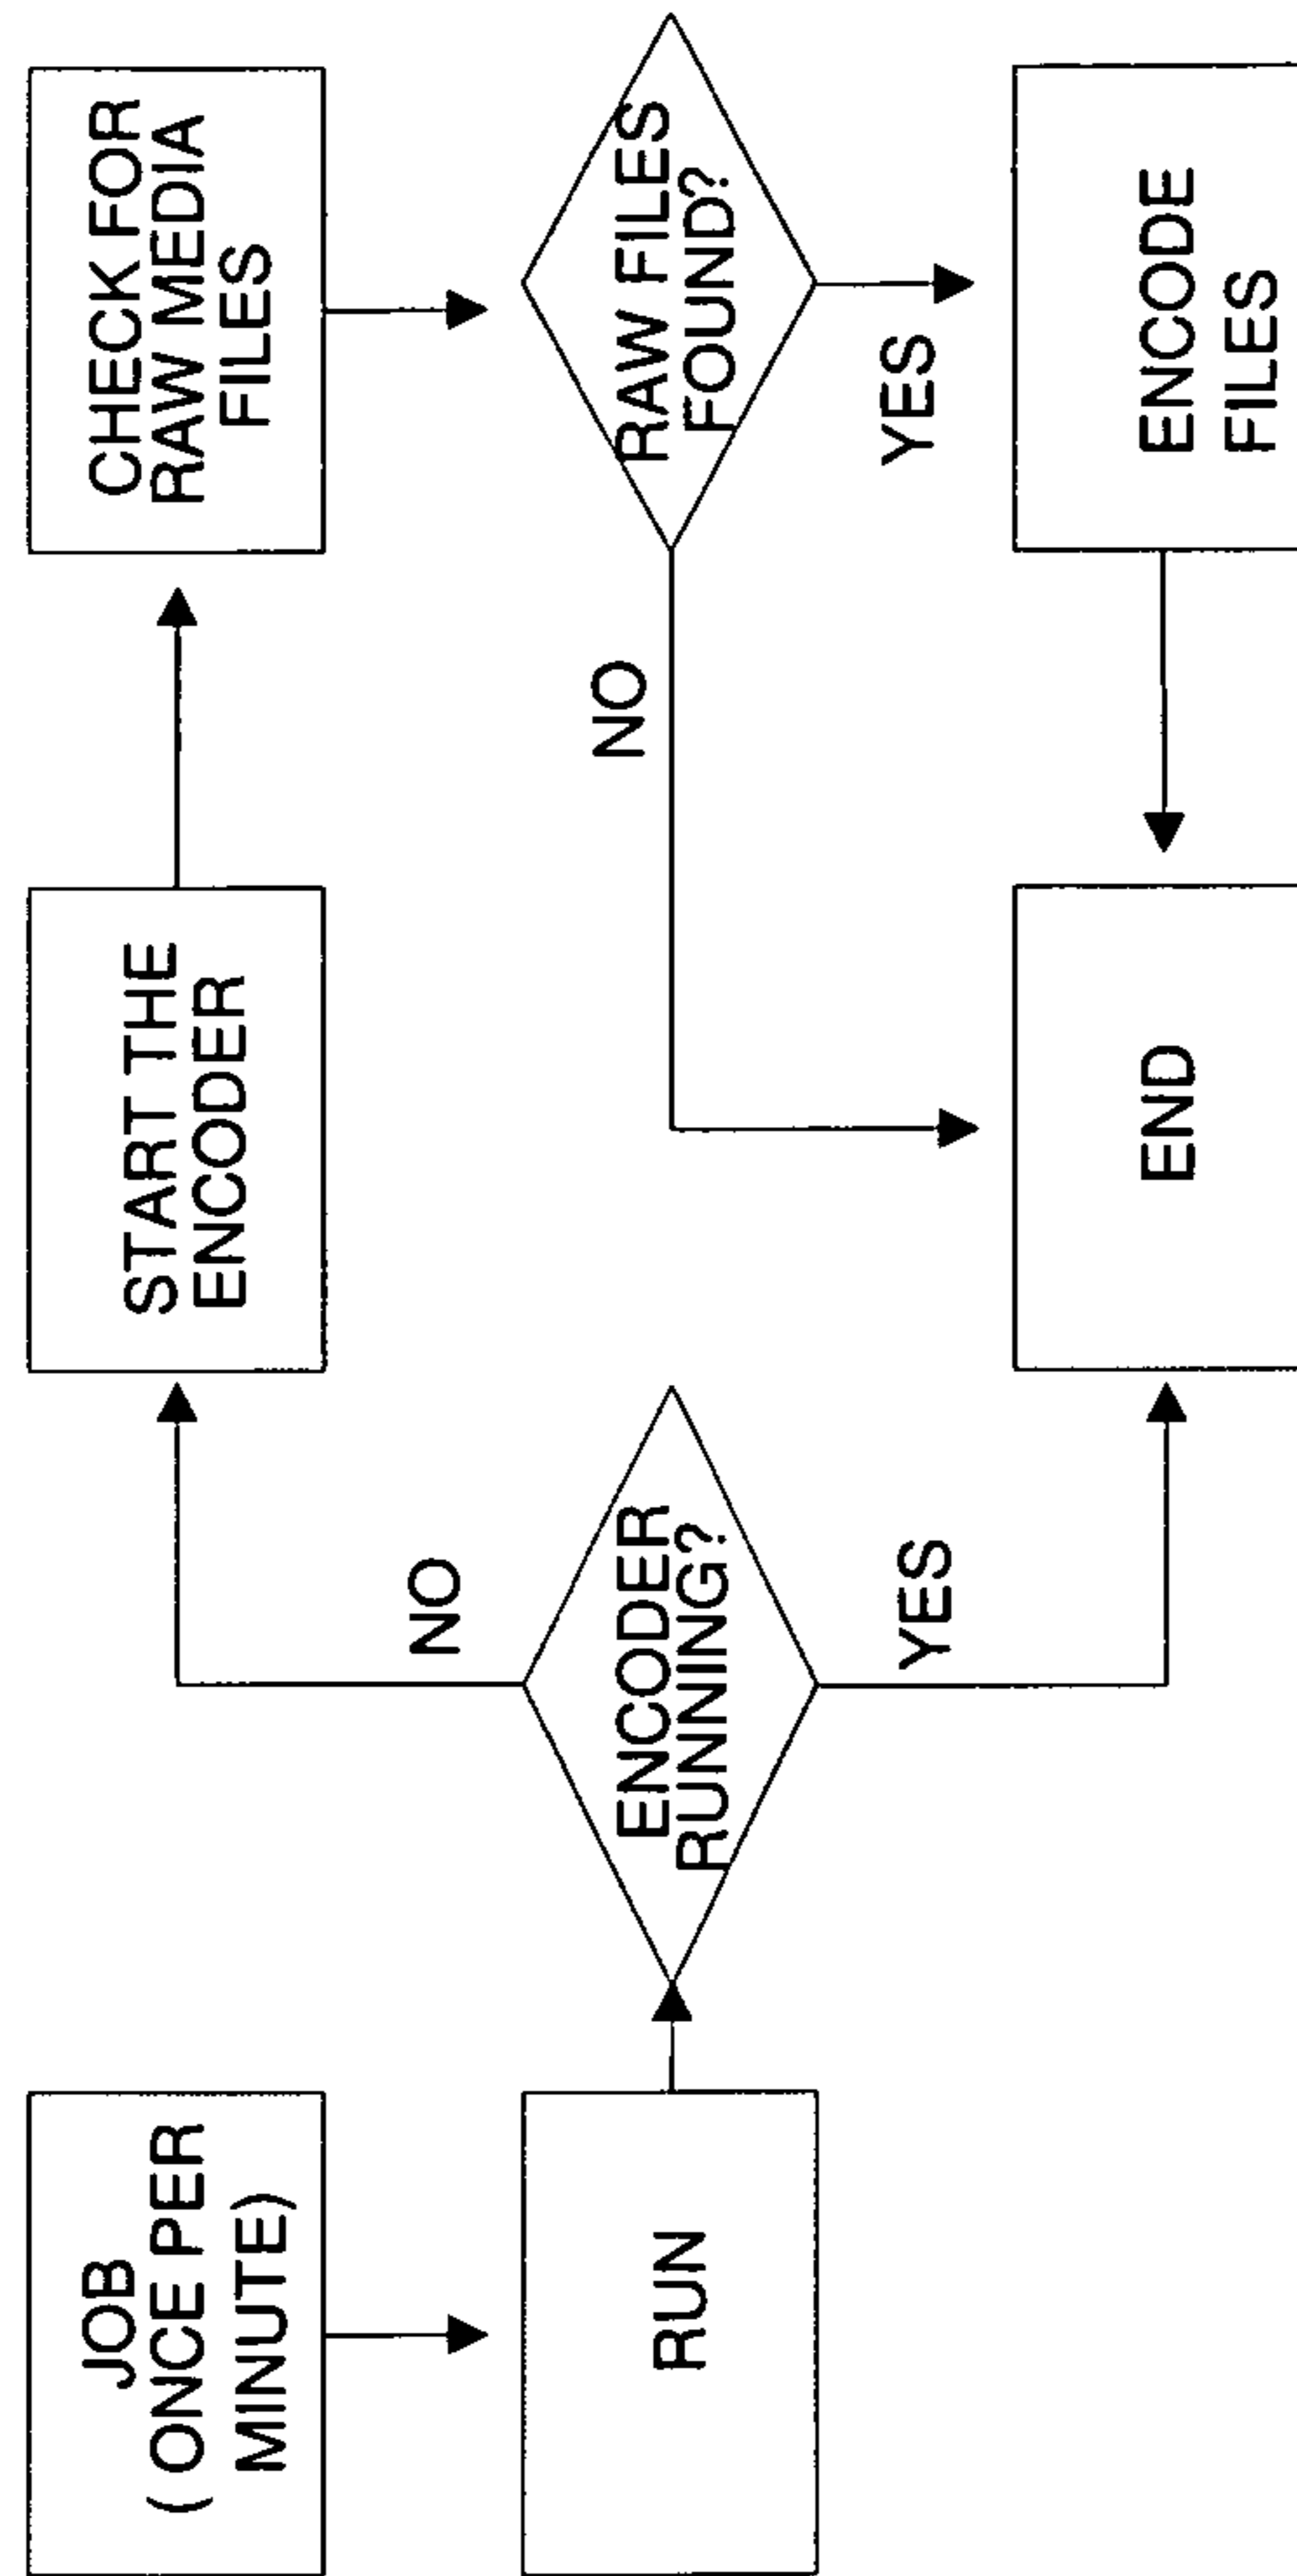 JOB
( ONCE PER
MINUTE)
RUN
ENCODER
RUNNING?
NO
YES
START THE
ENCODER
CHECK FOR
RAW MEDIA
FILES
RAW FILES
FOUND?
NO
YES
ENCODE
FILES
END